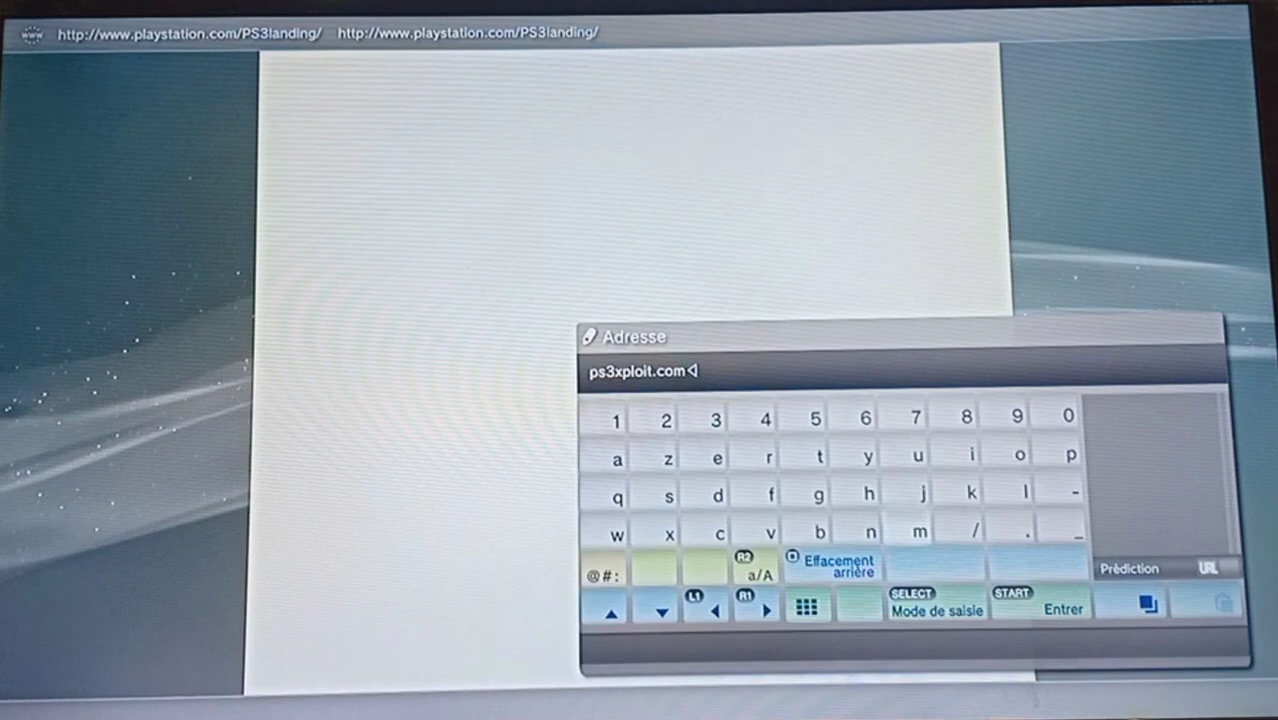 www http://www.playstation.com/PS3landing/ http://www.playstation.com/PS3landing/
Adresse
ps3xploit.com
1 2 3 4 5 6 7 8 9 0
a z e r t y u i o p
q s d f g h j k l -
w x c v b n m / . _
@#: R2 a/A Effacement arrière Prédiction URL
L1 R1 SELECT Mode de saisie START Entrer